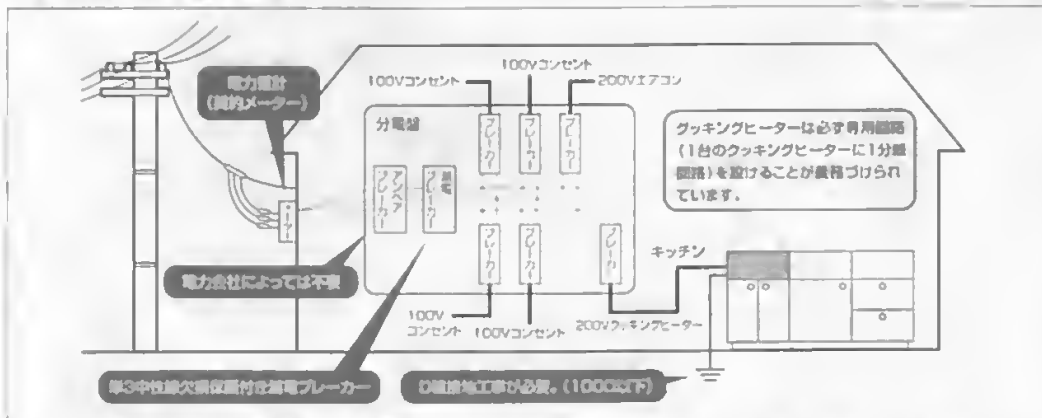 電力量計
(契約メーター)
100Vコンセント
100Vコンセント
200Vエアコン
分電盤
ブレーカー
ブレーカー
ブレーカー
アンペア
ブレーカー
漏電
ブレーカー
メーター
クッキングヒーターは必ず専用回路
(1台のクッキングヒーターに1分岐
回路)を設けることが義務づけられ
ています。
ブレーカー
ブレーカー
ブレーカー
キッチン
電力会社によっては不要
100V
コンセント
100Vコンセント
200Vクッキングヒーター
単3中性線欠相保護付き漏電ブレーカー
D種接地工事が必要。(100Ω以下)